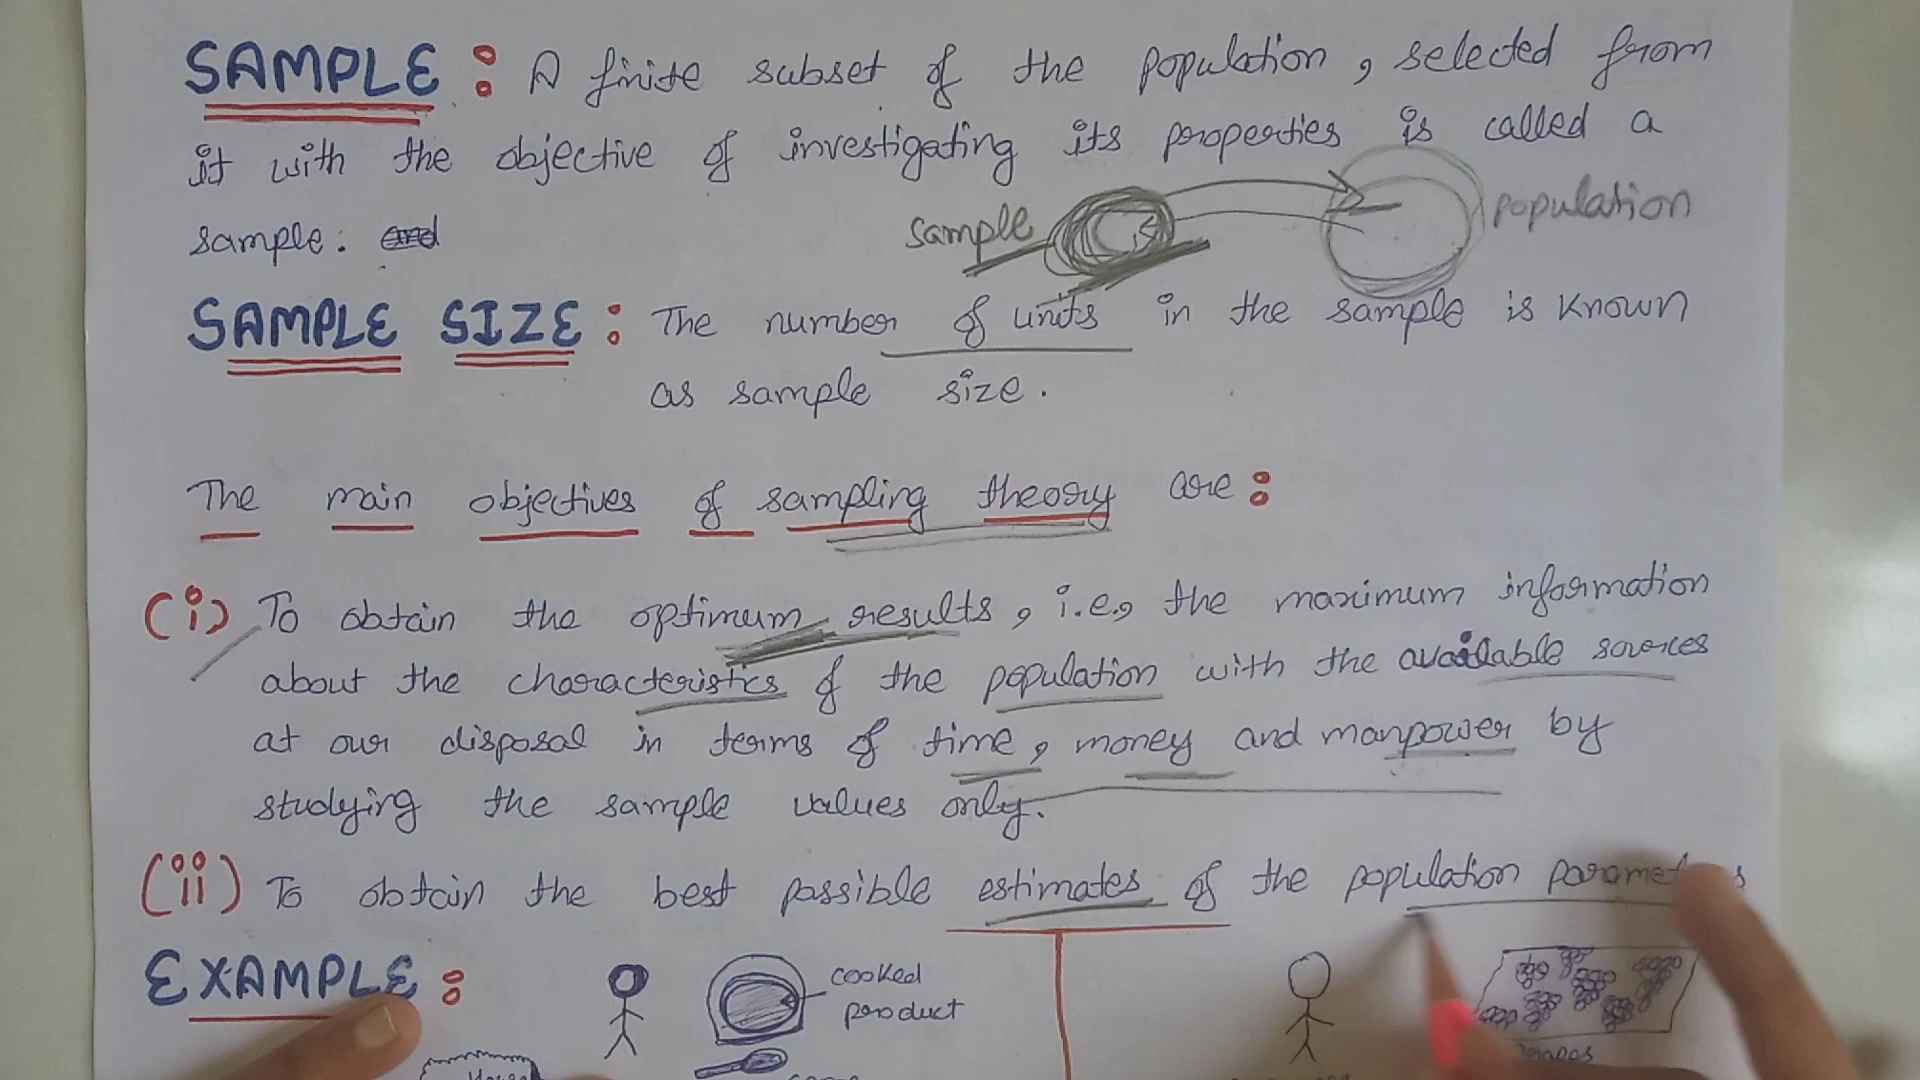 SAMPLE : A finite subset of the population, selected from
it with the objective of investigating its properties is called a
sample. and
sample
population
SAMPLE SIZE : The number of units in the sample is known
as sample size.
The main objectives of sampling theory are :
(i) To obtain the optimum results, i.e., the maximum information
about the characteristics of the population with the available sources
at our disposal in terms of time, money and manpower by
studying the sample values only.
(ii) To obtain the best possible estimates of the population
EXAMPLE :
cooked
product